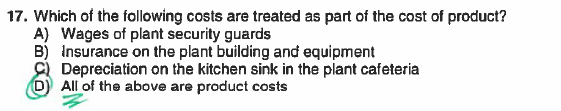 17. Which of the following costs are treated as part of the cost of product?
A) Wages of plant security guards
B) Insurance on the plant building and equipment
C) Depreciation on the kitchen sink in the plant cafeteria
D) All of the above are product costs